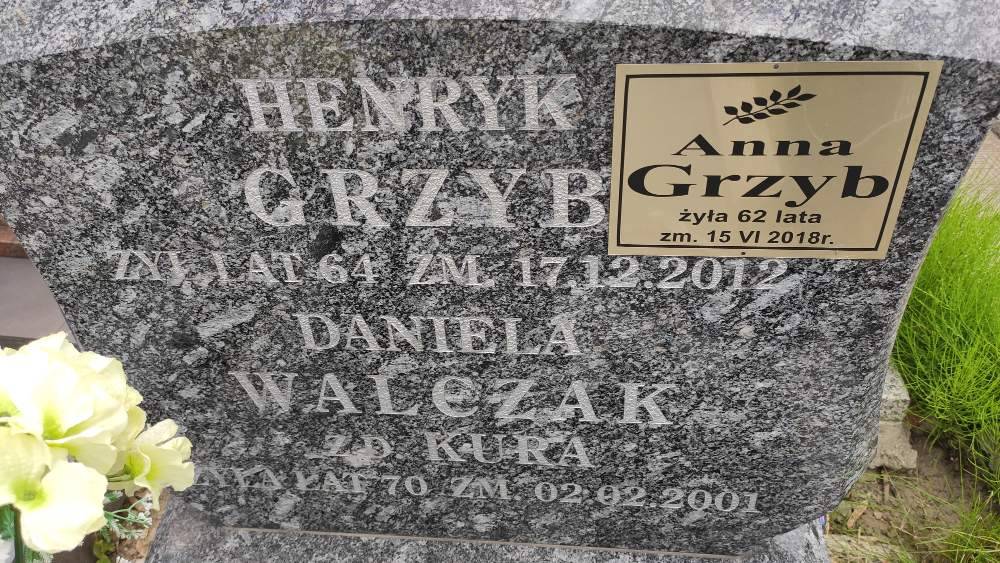 HENRYK
GRZYB
ŻYŁ LAT 64 ZM. 17.12.2012
DANIELA
WALCZAK
Z D. KURA
ŻYŁA LAT 70 ZM. 02.02.2001
Anna
Grzyb
żyła 62 lata
zm. 15 VI 2018r.